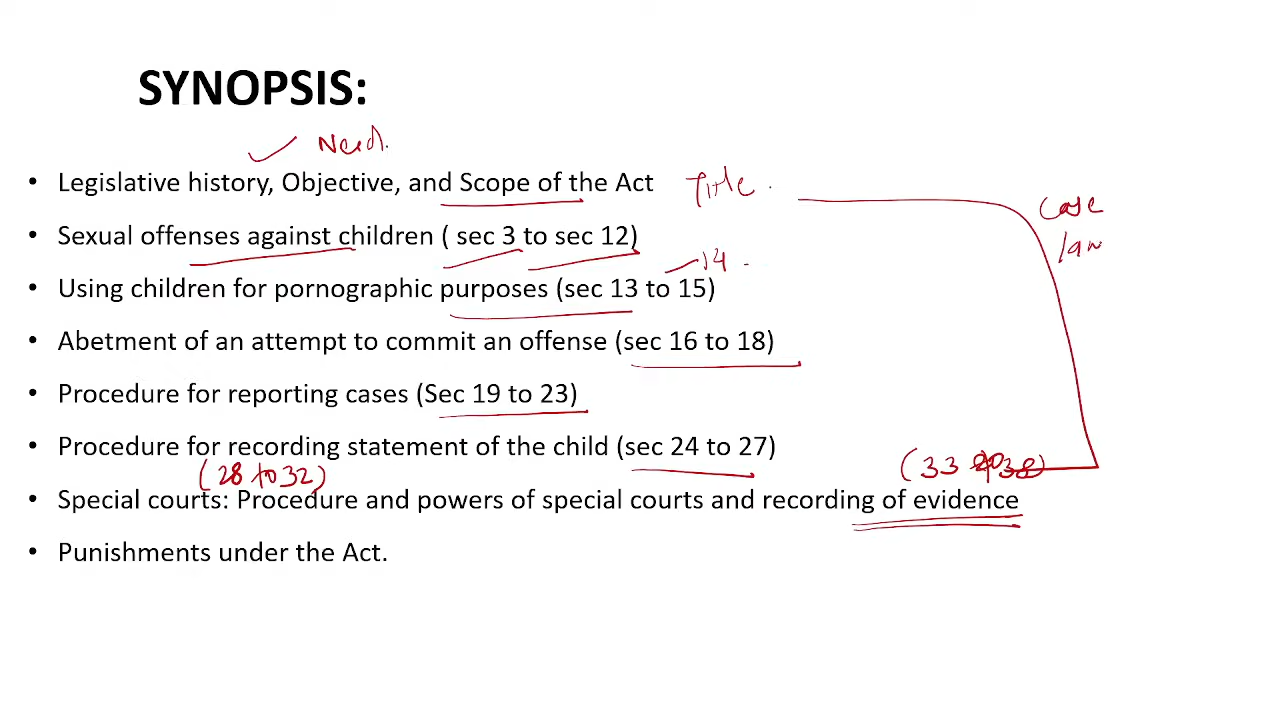 SYNOPSIS:
Need.
• Legislative history, Objective, and Scope of the Act Title.
case
law
• Sexual offenses against children ( sec 3 to sec 12)
14.
• Using children for pornographic purposes (sec 13 to 15)
• Abetment of an attempt to commit an offense (sec 16 to 18)
• Procedure for reporting cases (Sec 19 to 23)
• Procedure for recording statement of the child (sec 24 to 27)
(28 to 32) (33 to 38)
• Special courts: Procedure and powers of special courts and recording of evidence
• Punishments under the Act.